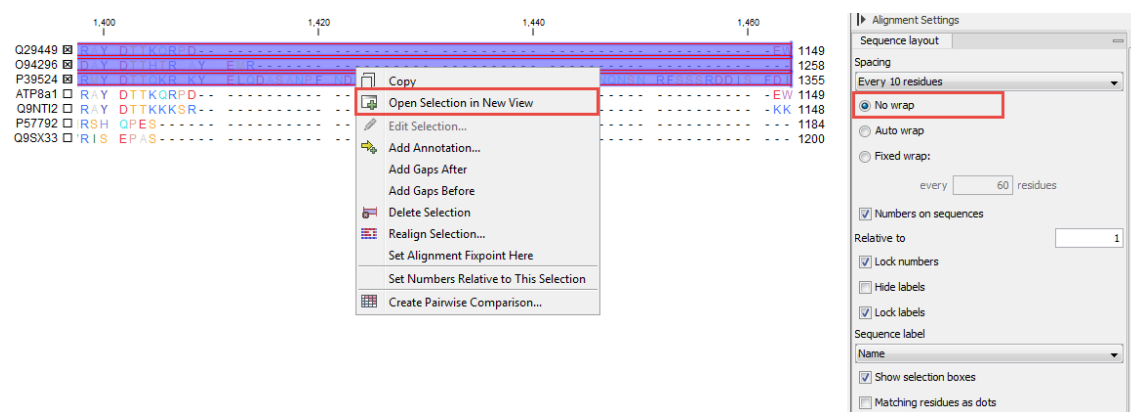 1,400 1,420 1,440 1,460
Q29449 RAY DTTKQRPD-- EW 1149
O94296 1258
P39524 1355
ATP8a1 RAY DTTKQRPD-- EW 1149
Q9NTI2 RAY DTTKKKSR-- KK 1148
P57792 RSH QPES------ 1184
Q9SX33 RIS EPAS------ 1200
Copy
Open Selection in New View
Edit Selection...
Add Annotation...
Add Gaps After
Add Gaps Before
Delete Selection
Realign Selection...
Set Alignment Fixpoint Here
Set Numbers Relative to This Selection
Create Pairwise Comparison...
Alignment Settings
Sequence layout
Spacing
Every 10 residues
No wrap
Auto wrap
Fixed wrap:
every 60 residues
Numbers on sequences
Relative to 1
Lock numbers
Hide labels
Lock labels
Sequence label
Name
Show selection boxes
Matching residues as dots